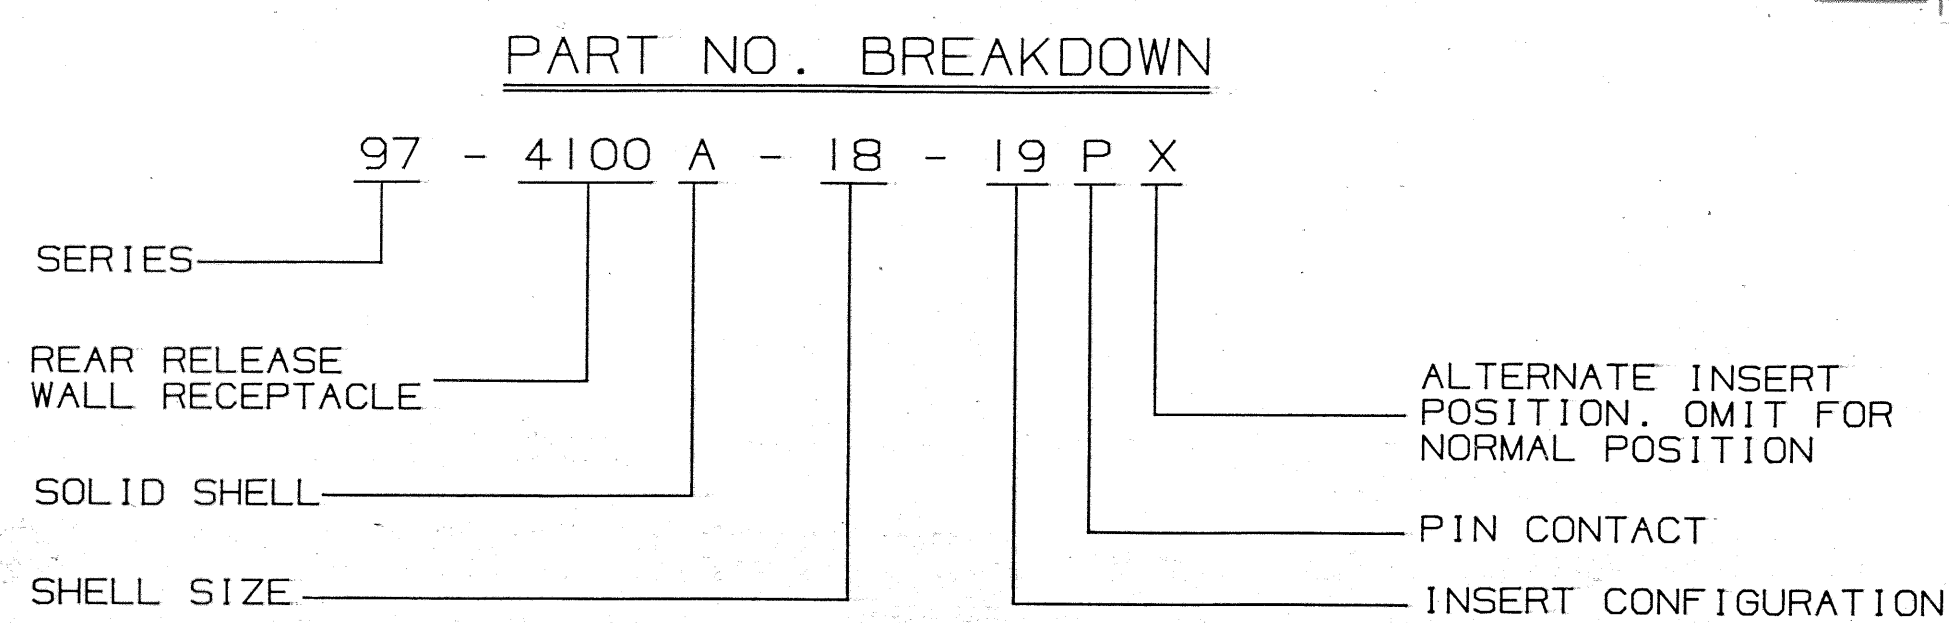 PART NO. BREAKDOWN
97 - 4100 A - 18 - 19 P X
SERIES
REAR RELEASE
WALL RECEPTACLE
SOLID SHELL
SHELL SIZE
ALTERNATE INSERT
POSITION. OMIT FOR
NORMAL POSITION
PIN CONTACT
INSERT CONFIGURATION